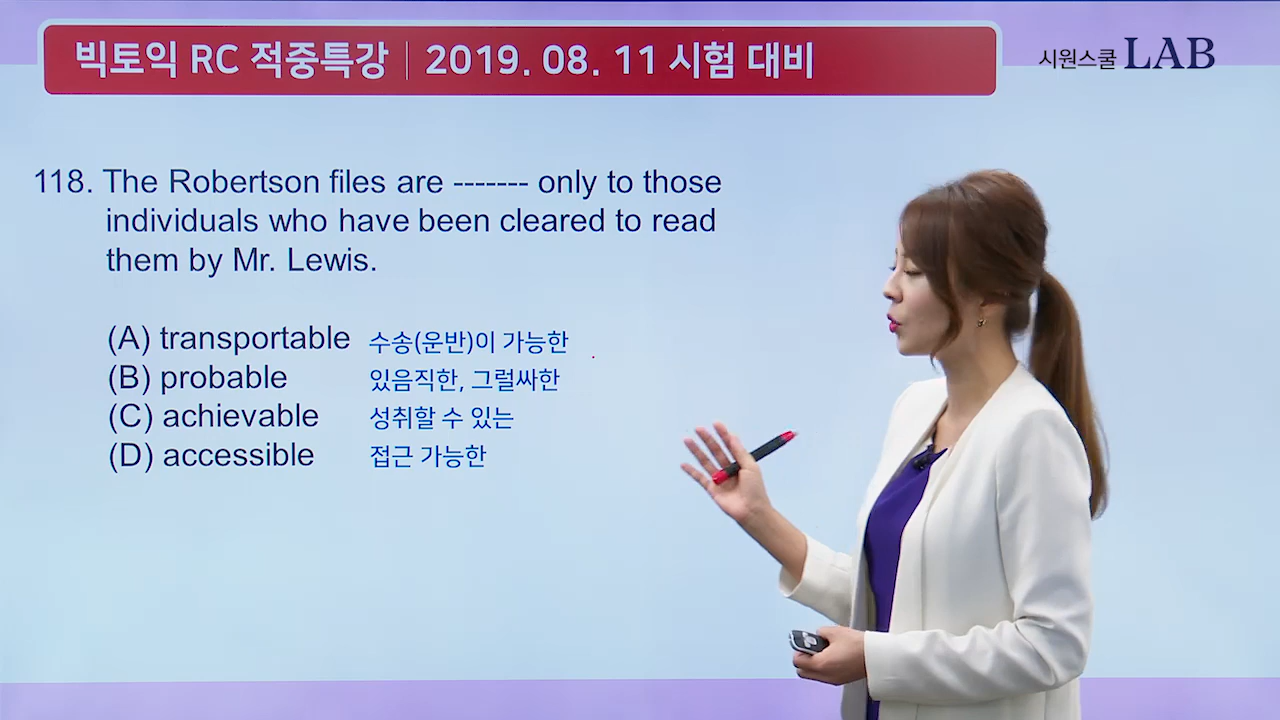 빅토익 RC 적중특강 | 2019. 08. 11 시험 대비
시원스쿨 LAB
118. The Robertson files are ------- only to those
individuals who have been cleared to read
them by Mr. Lewis.
(A) transportable 수송(운반)이 가능한
(B) probable 있음직한, 그럴싸한
(C) achievable 성취할 수 있는
(D) accessible 접근 가능한